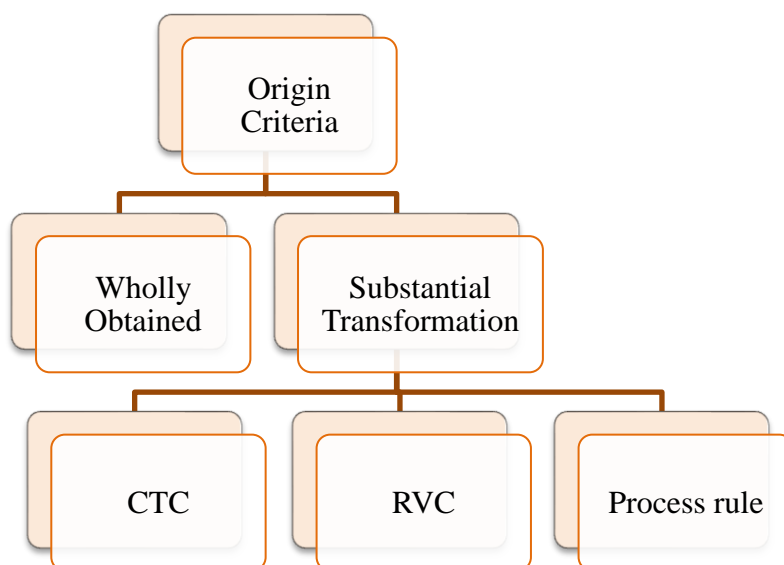 Origin
Criteria
Wholly
Obtained
Substantial
Transformation
CTC
RVC
Process rule